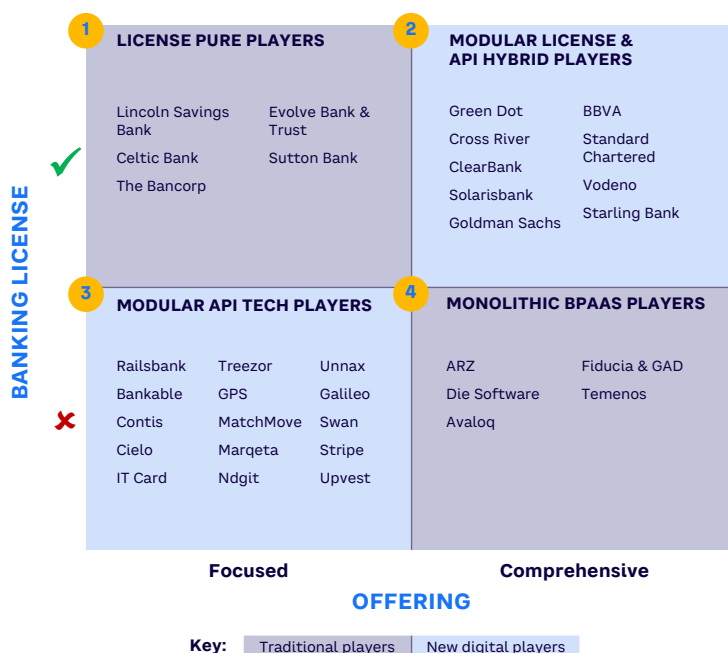 1
LICENSE PURE PLAYERS
Lincoln Savings
Bank
Celtic Bank
The Bancorp
Evolve Bank &
Trust
Sutton Bank
2
MODULAR LICENSE &
API HYBRID PLAYERS
Green Dot
Cross River
ClearBank
Solarisbank
Goldman Sachs
BBVA
Standard
Chartered
Vodeno
Starling Bank
BANKING LICENSE
3
MODULAR API TECH PLAYERS
Railsbank
Bankable
Contis
Cielo
IT Card
Treezor
GPS
MatchMove
Marqeta
Ndgit
Unnax
Galileo
Swan
Stripe
Upvest
4
MONOLITHIC BPAAS PLAYERS
ARZ
Die Software
Avaloq
Fiducia & GAD
Temenos
Focused
Comprehensive
OFFERING
Key:
Traditional players
New digital players